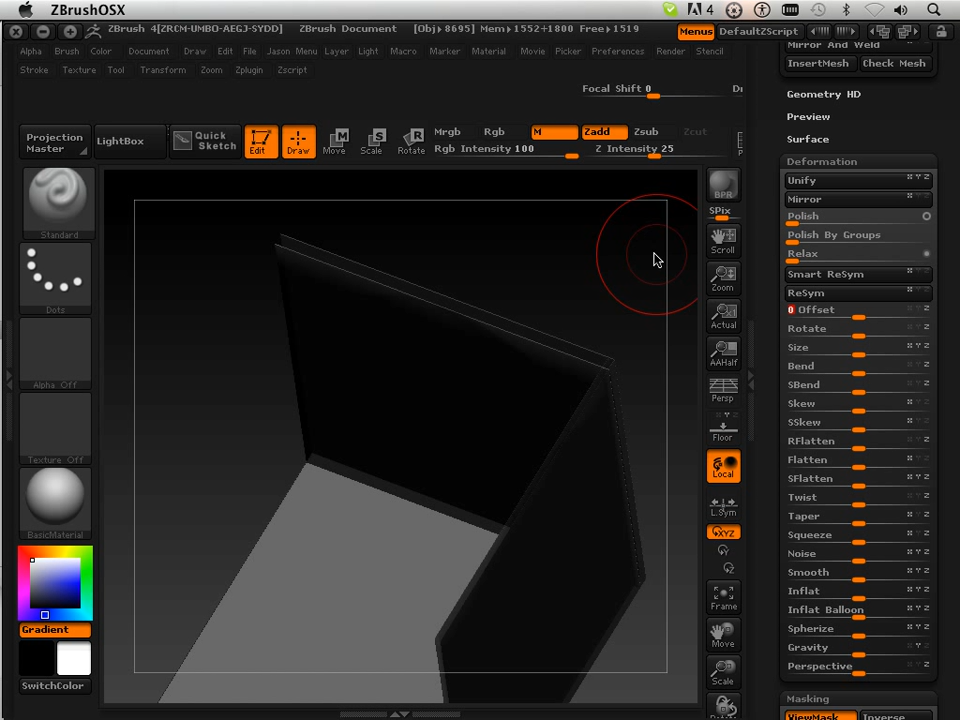 ZBrushOSX
4
ZBrush 4[ZRCM-UMBO-AEGJ-SYDD] ZBrush Document [Obj▸8695] Mem▸1552+1800 Free▸1519
Menus DefaultZScript
Alpha Brush Color Document Draw Edit File Jason Menu Layer Light Macro Marker Material Movie Picker Preferences Render Stencil
Stroke Texture Tool Transform Zoom Zplugin Zscript
Focal Shift 0
Projection Master
LightBox
Quick Sketch
Edit
Draw
Move
Scale
Rotate
Mrgb Rgb M Zadd Zsub Zcut
Rgb Intensity 100 Z Intensity 25
Standard
Dots
Alpha Off
Texture Off
BasicMaterial
Gradient
SwitchColor
BPR
SPix
Scroll
Zoom
Actual
AAHalf
Persp
Floor
Local
L.Sym
XYZ
Y
Z
Frame
Move
Scale
Mirror And Weld
InsertMesh Check Mesh
Geometry HD
Preview
Surface
Deformation
Unify
Mirror
Polish
Polish By Groups
Relax
Smart ReSym
ReSym
0 Offset
Rotate
Size
Bend
SBend
Skew
SSkew
RFlatten
Flatten
SFlatten
Twist
Taper
Squeeze
Noise
Smooth
Inflat
Inflat Balloon
Spherize
Gravity
Perspective
Masking
ViewMask Inverse